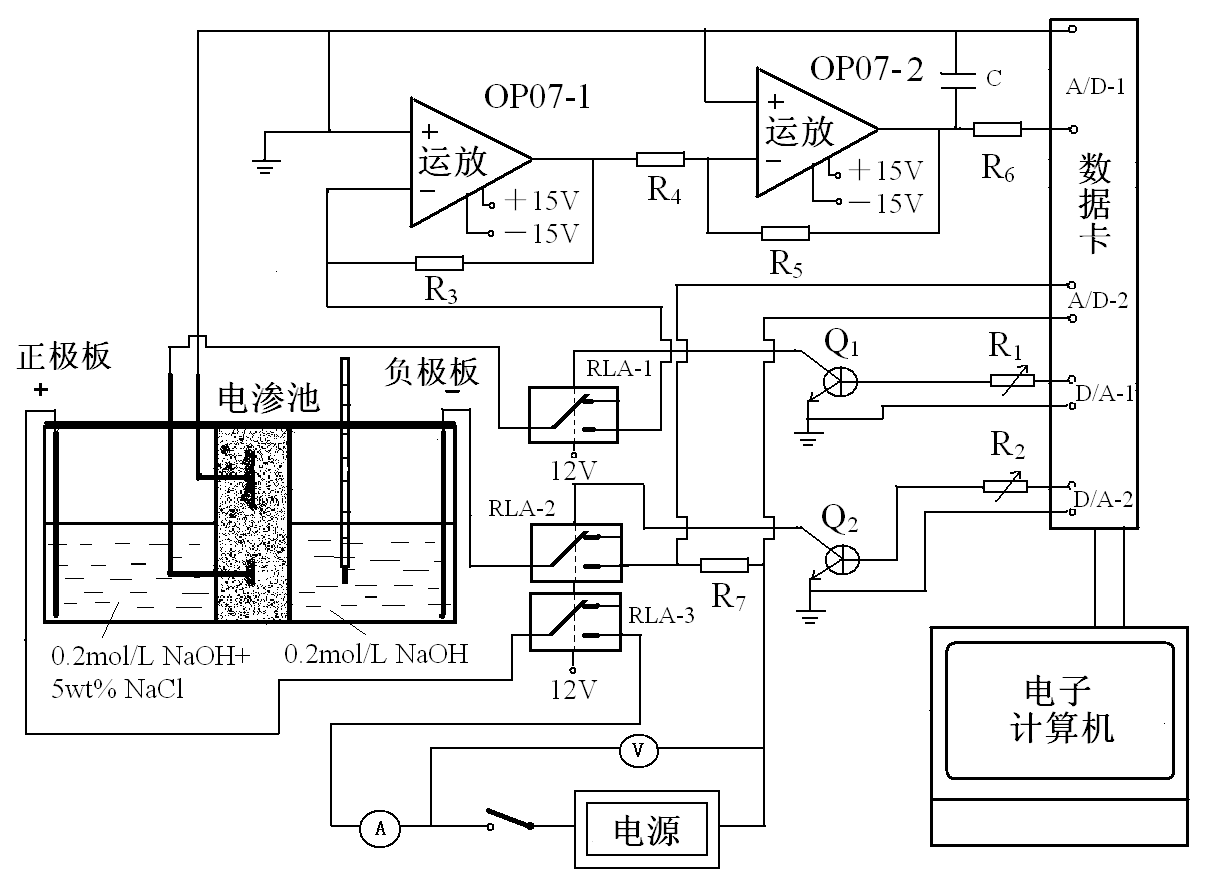 OP07-1
OP07-2
C
A/D-1
+
运放
−
+15V
−15V
+
运放
−
+15V
−15V
R4
R6
R3
R5
数据卡
A/D-2
正极板
+
负极板
−
电渗池
RLA-1
12V
Q1
R1
D/A-1
RLA-2
Q2
R2
D/A-2
R7
RLA-3
12V
0.2mol/L NaOH+
5wt% NaCl
0.2mol/L NaOH
V
A
电源
电子
计算机